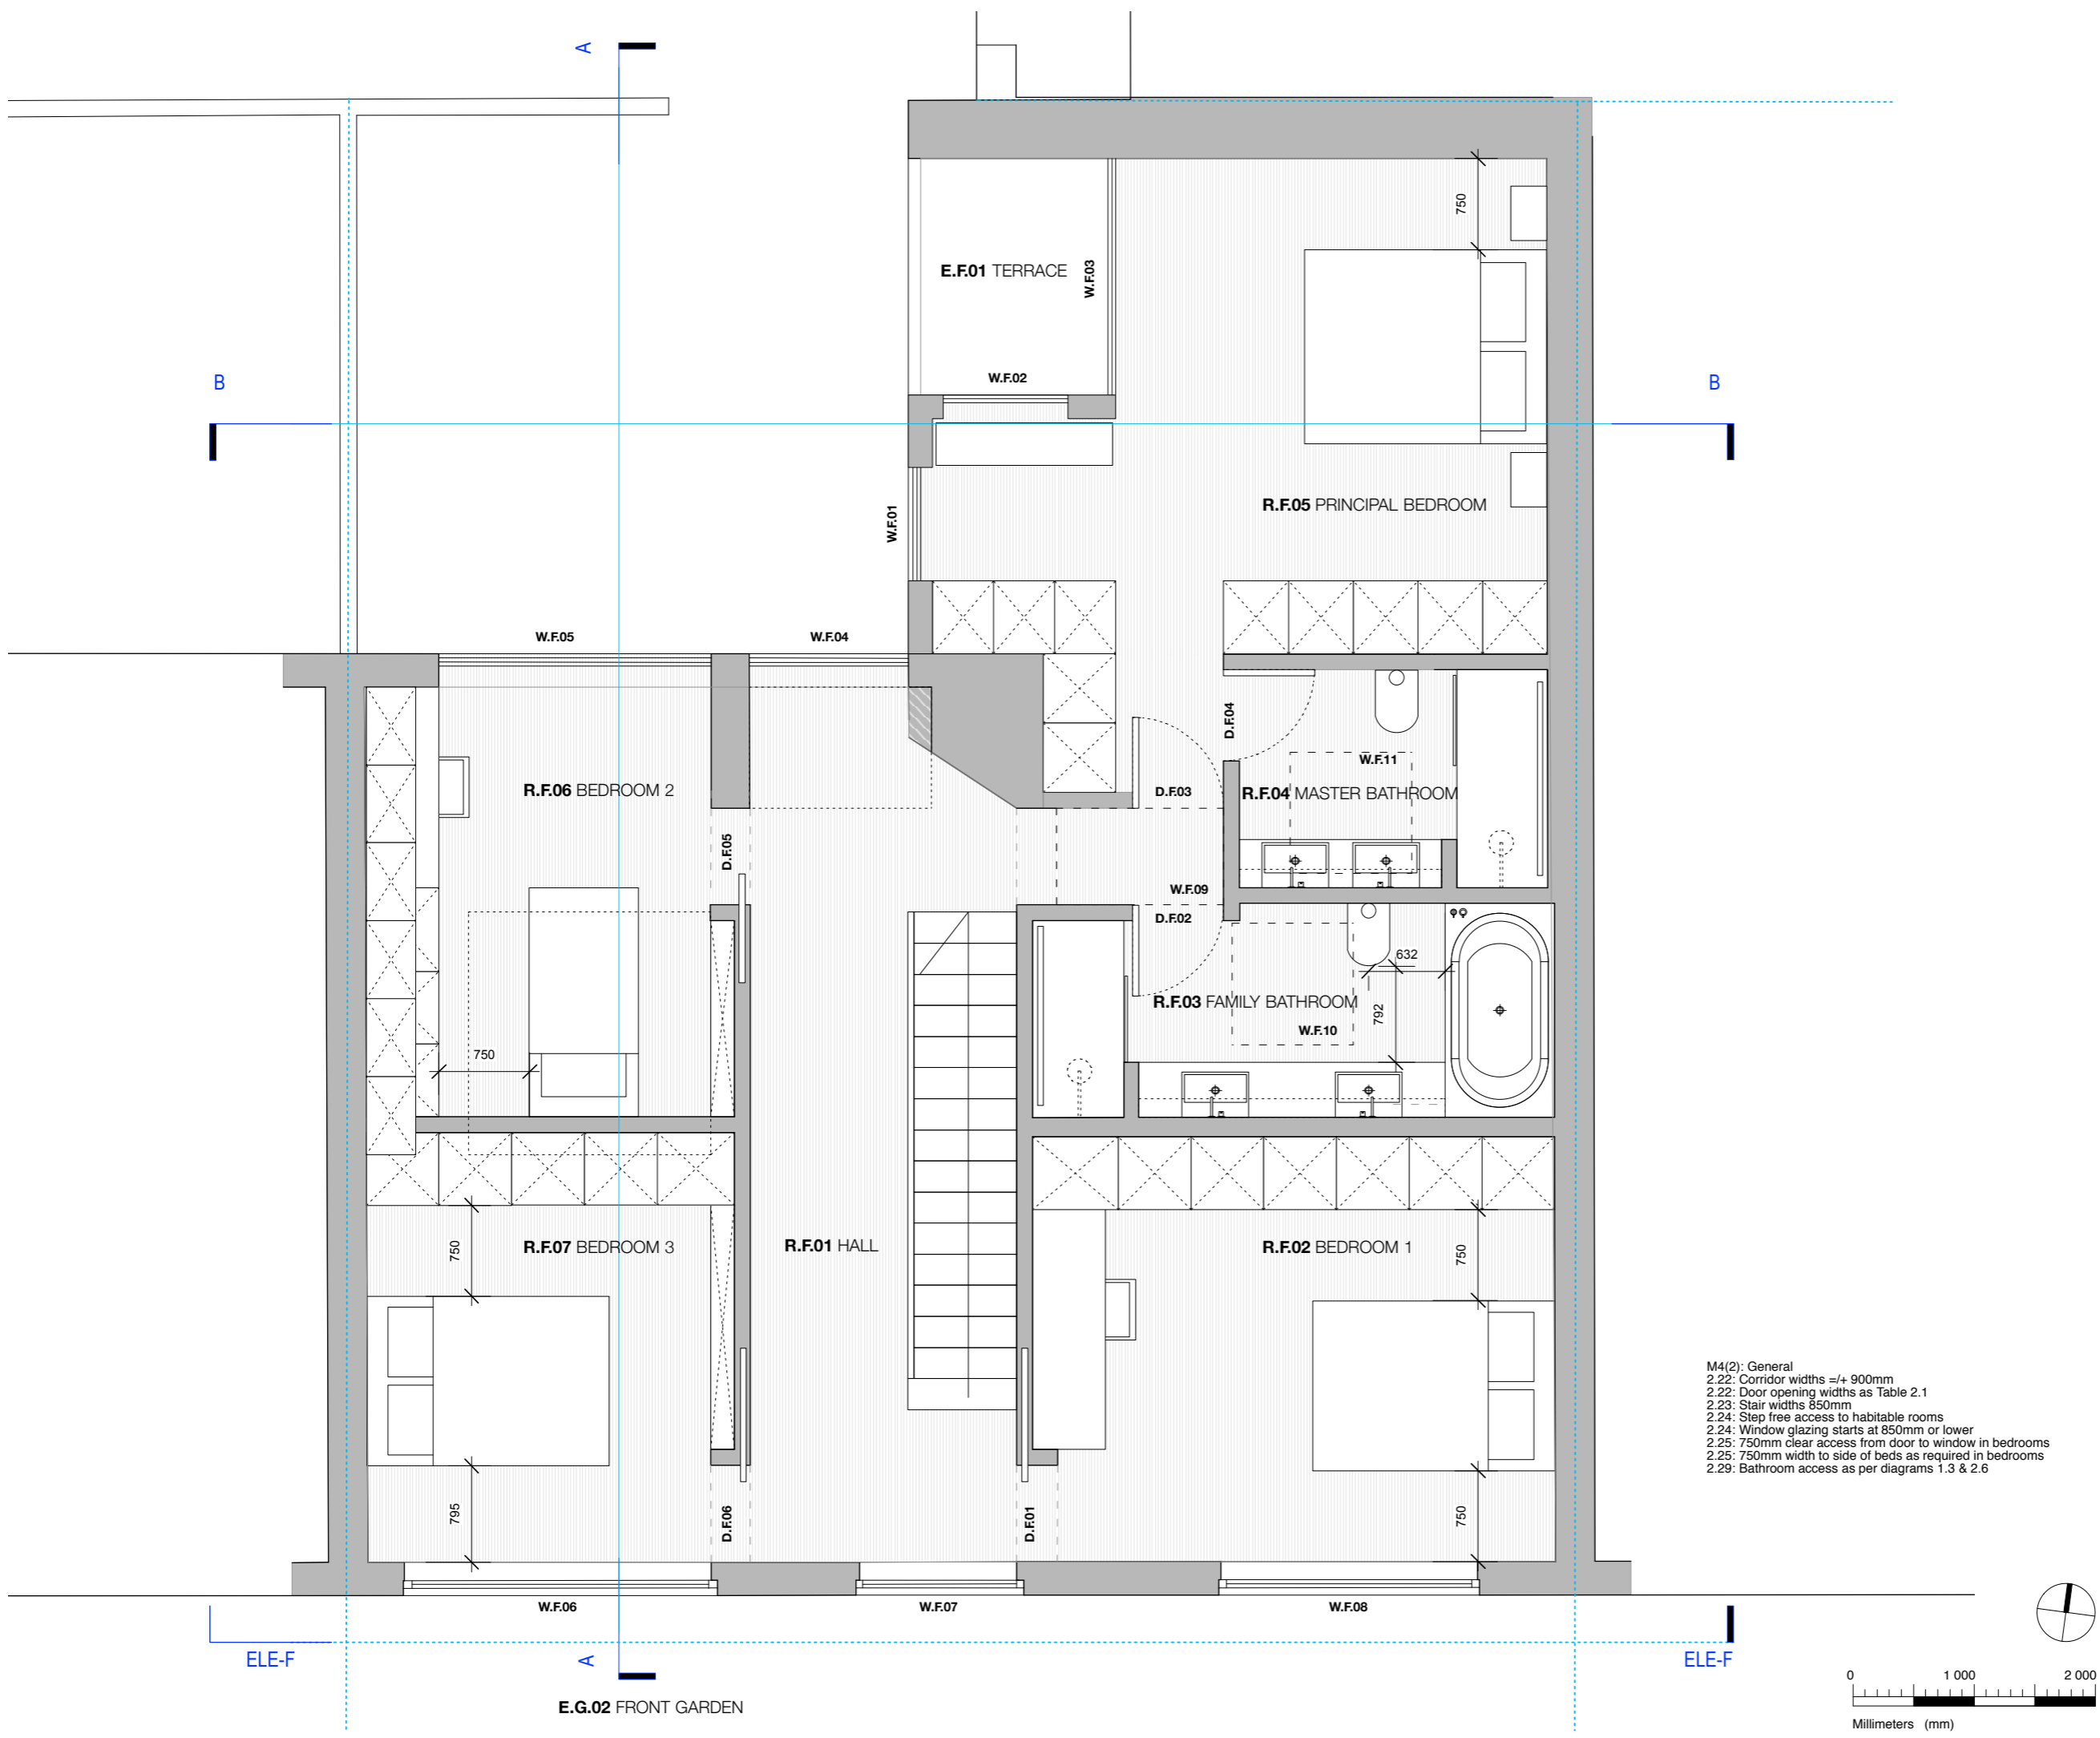 A
E.F.01 TERRACE
W.F.03
750
B
W.F.02
B
W.F.01
R.F.05 PRINCIPAL BEDROOM
W.F.05
W.F.04
D.F.04
W.F.11
R.F.06 BEDROOM 2
D.F.03
R.F.04 MASTER BATHROOM
D.F.05
W.F.09
D.F.02
632
R.F.03 FAMILY BATHROOM
792
W.F.10
750
R.F.07 BEDROOM 3
R.F.01 HALL
R.F.02 BEDROOM 1
750
750
M4(2): General
2.22: Corridor widths =/+ 900mm
2.22: Door opening widths as Table 2.1
2.23: Stair widths 850mm
2.24: Step free access to habitable rooms
2.24: Window glazing starts at 850mm or lower
2.25: 750mm clear access from door to window in bedrooms
2.25: 750mm width to side of beds as required in bedrooms
2.29: Bathroom access as per diagrams 1.3 & 2.6
795
D.F.06
D.F.01
750
W.F.06
W.F.07
W.F.08
ELE-F
A
ELE-F
E.G.02 FRONT GARDEN
0 1 000 2 000
Millimeters (mm)